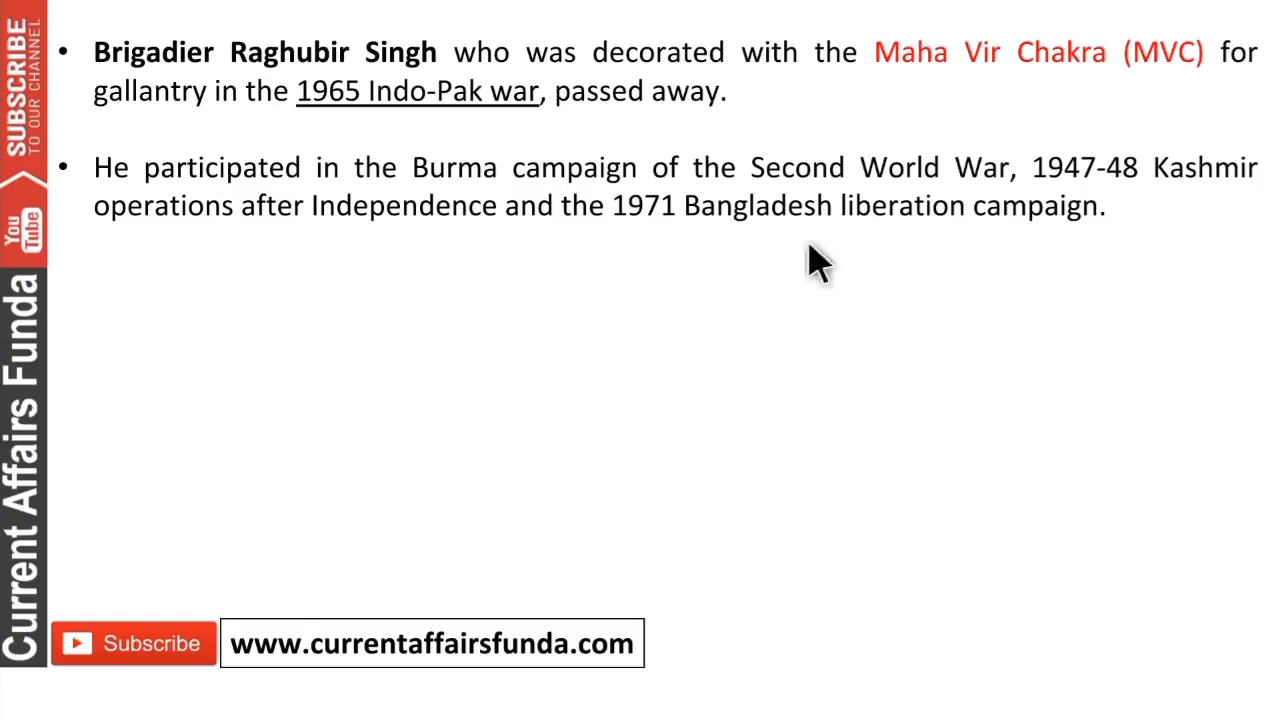 • Brigadier Raghubir Singh who was decorated with the Maha Vir Chakra (MVC) for
gallantry in the 1965 Indo-Pak war, passed away.
• He participated in the Burma campaign of the Second World War, 1947-48 Kashmir
operations after Independence and the 1971 Bangladesh liberation campaign.
SUBSCRIBE
TO OUR CHANNEL
You
Tube
Current Affairs Funda
Subscribe
www.currentaffairsfunda.com